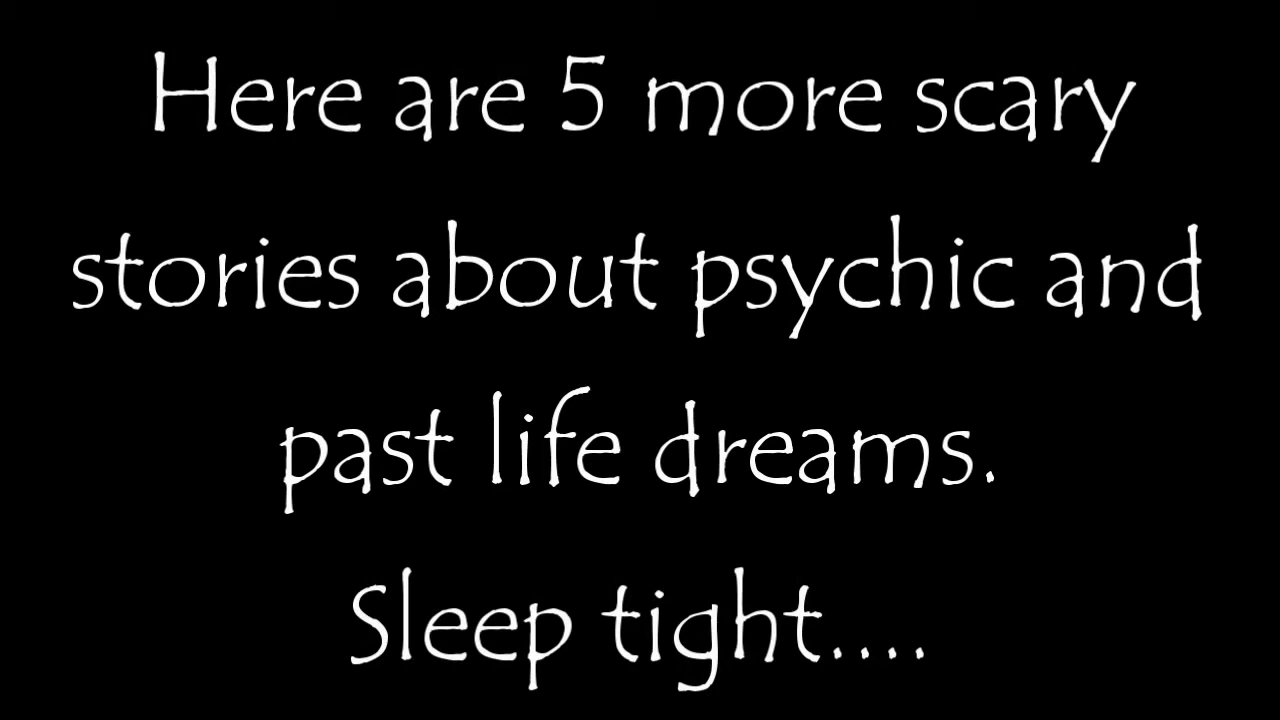 Here are 5 more scary
stories about psychic and
past life dreams.
Sleep tight....